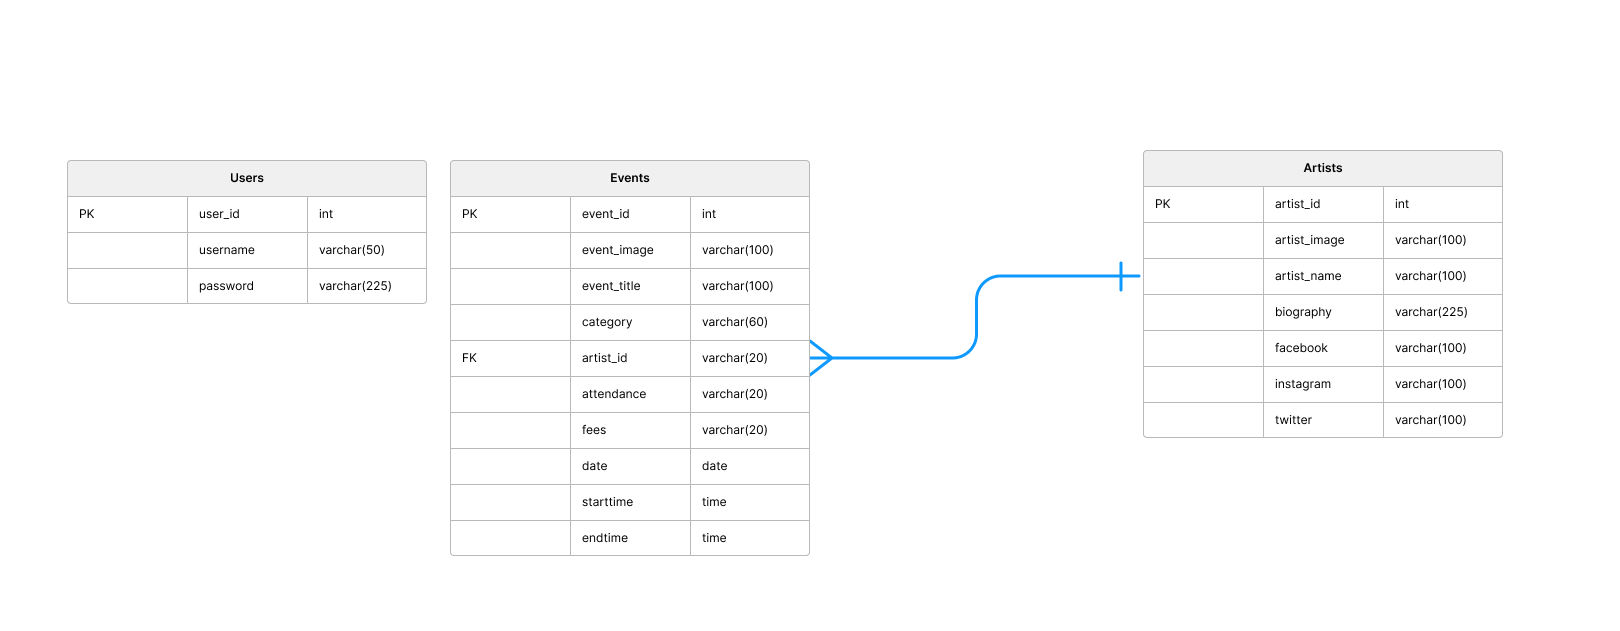 Users
PK user_id int
username varchar(50)
password varchar(225)
Events
PK event_id int
event_image varchar(100)
event_title varchar(100)
category varchar(60)
FK artist_id varchar(20)
attendance varchar(20)
fees varchar(20)
date date
starttime time
endtime time
Artists
PK artist_id int
artist_image varchar(100)
artist_name varchar(100)
biography varchar(225)
facebook varchar(100)
instagram varchar(100)
twitter varchar(100)